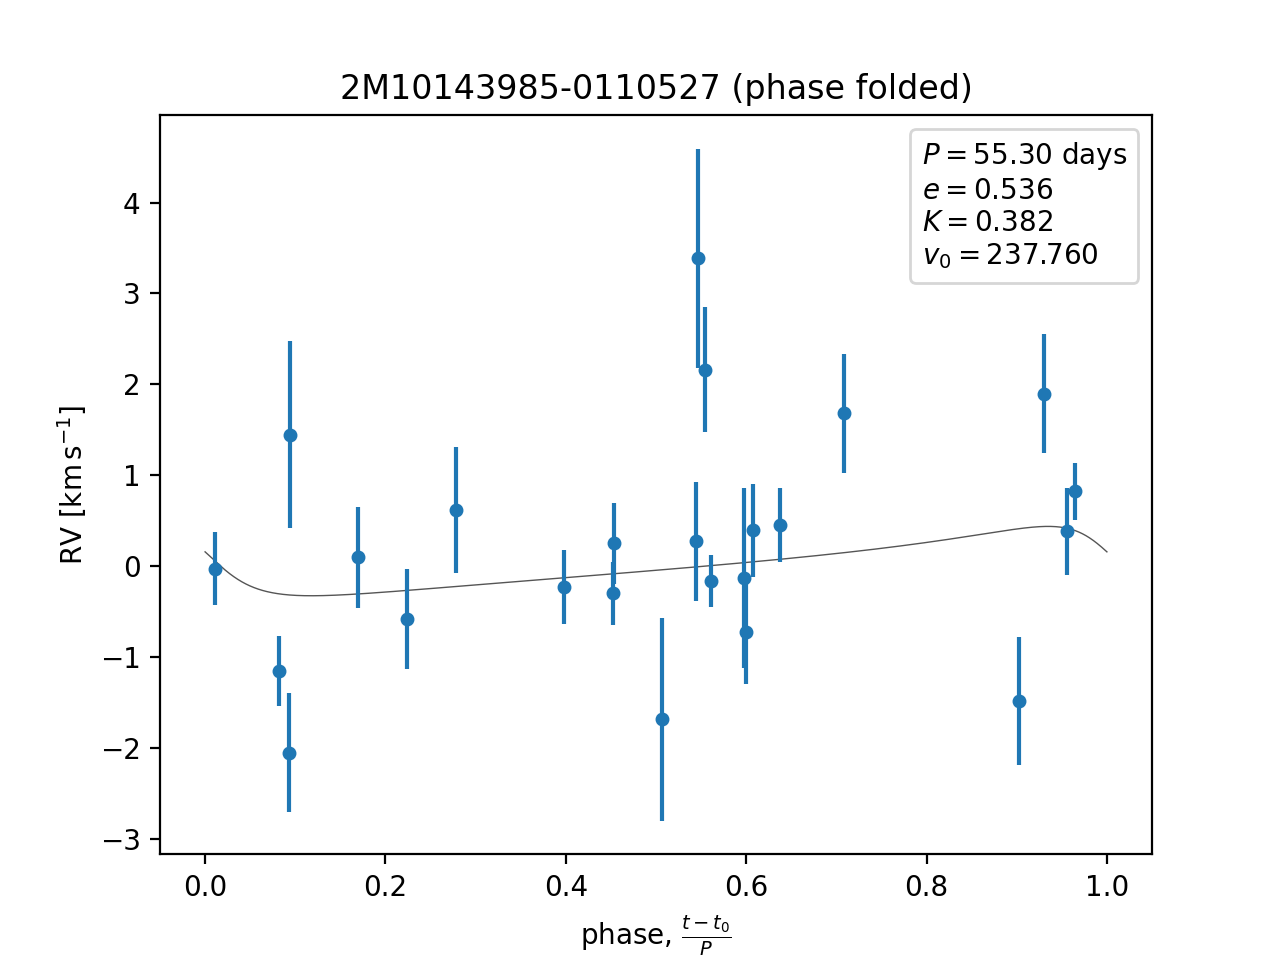 2M10143985-0110527 (phase folded)
P = 55.30 days
e = 0.536
K = 0.382
v₀ = 237.760
4
3
2
1
0
−1
−2
−3
RV [km s⁻¹]
0.0 0.2 0.4 0.6 0.8 1.0
phase, (t − t₀)/P